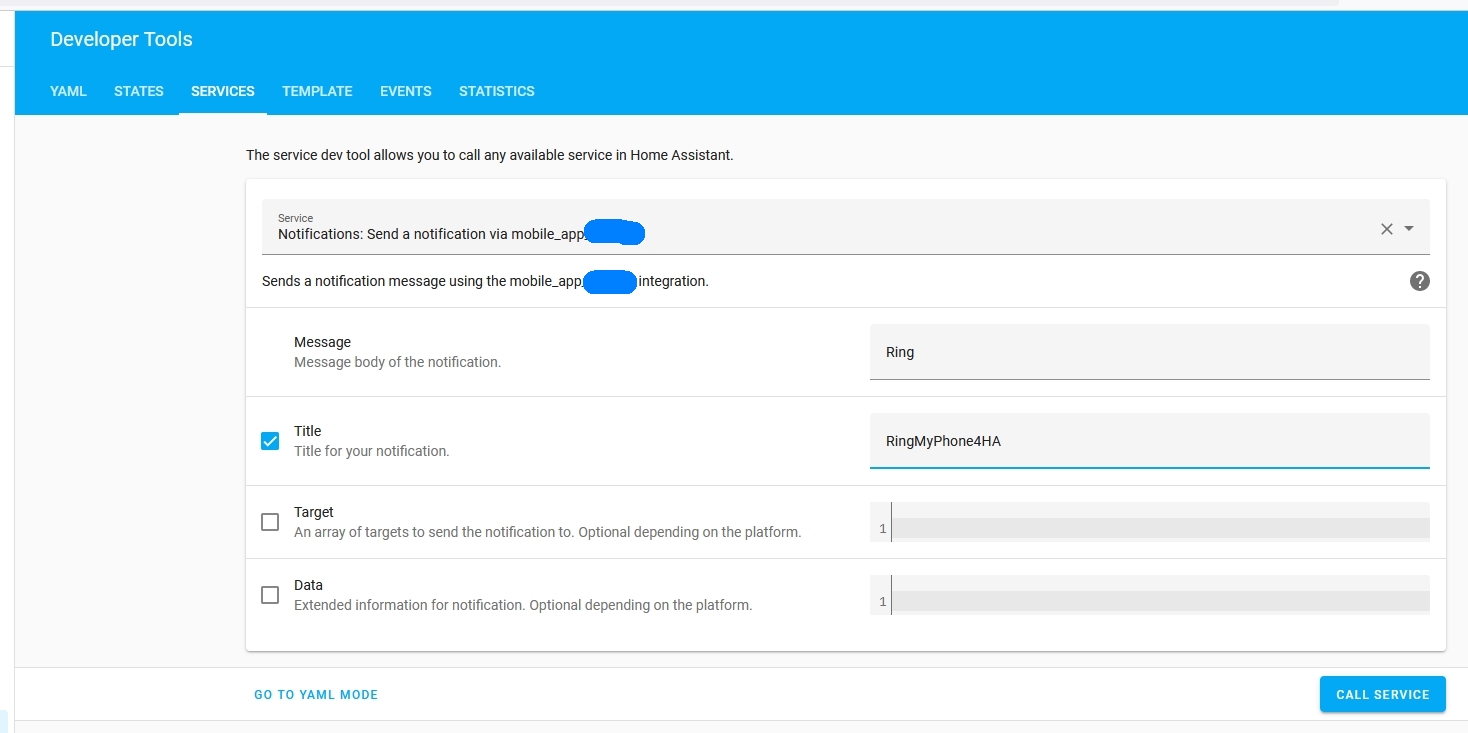 Developer Tools
YAML STATES SERVICES TEMPLATE EVENTS STATISTICS
The service dev tool allows you to call any available service in Home Assistant.
Service
Notifications: Send a notification via mobile_app_
Sends a notification message using the mobile_app_ integration.
Message
Message body of the notification.
Ring
Title
Title for your notification.
RingMyPhone4HA
Target
An array of targets to send the notification to. Optional depending on the platform.
1
Data
Extended information for notification. Optional depending on the platform.
1
GO TO YAML MODE
CALL SERVICE